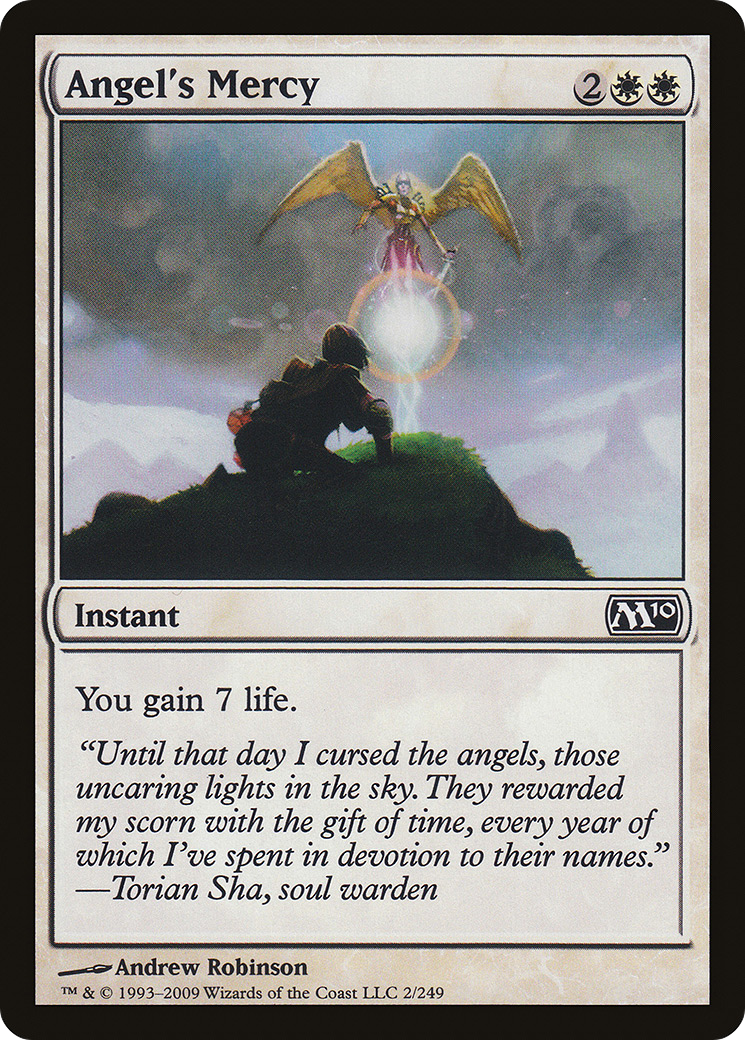 Angel's Mercy
2
Instant
M10
You gain 7 life.
“Until that day I cursed the angels, those
uncaring lights in the sky. They rewarded
my scorn with the gift of time, every year of
which I've spent in devotion to their names.”
—Torian Sha, soul warden
Andrew Robinson
™ & © 1993–2009 Wizards of the Coast LLC 2/249